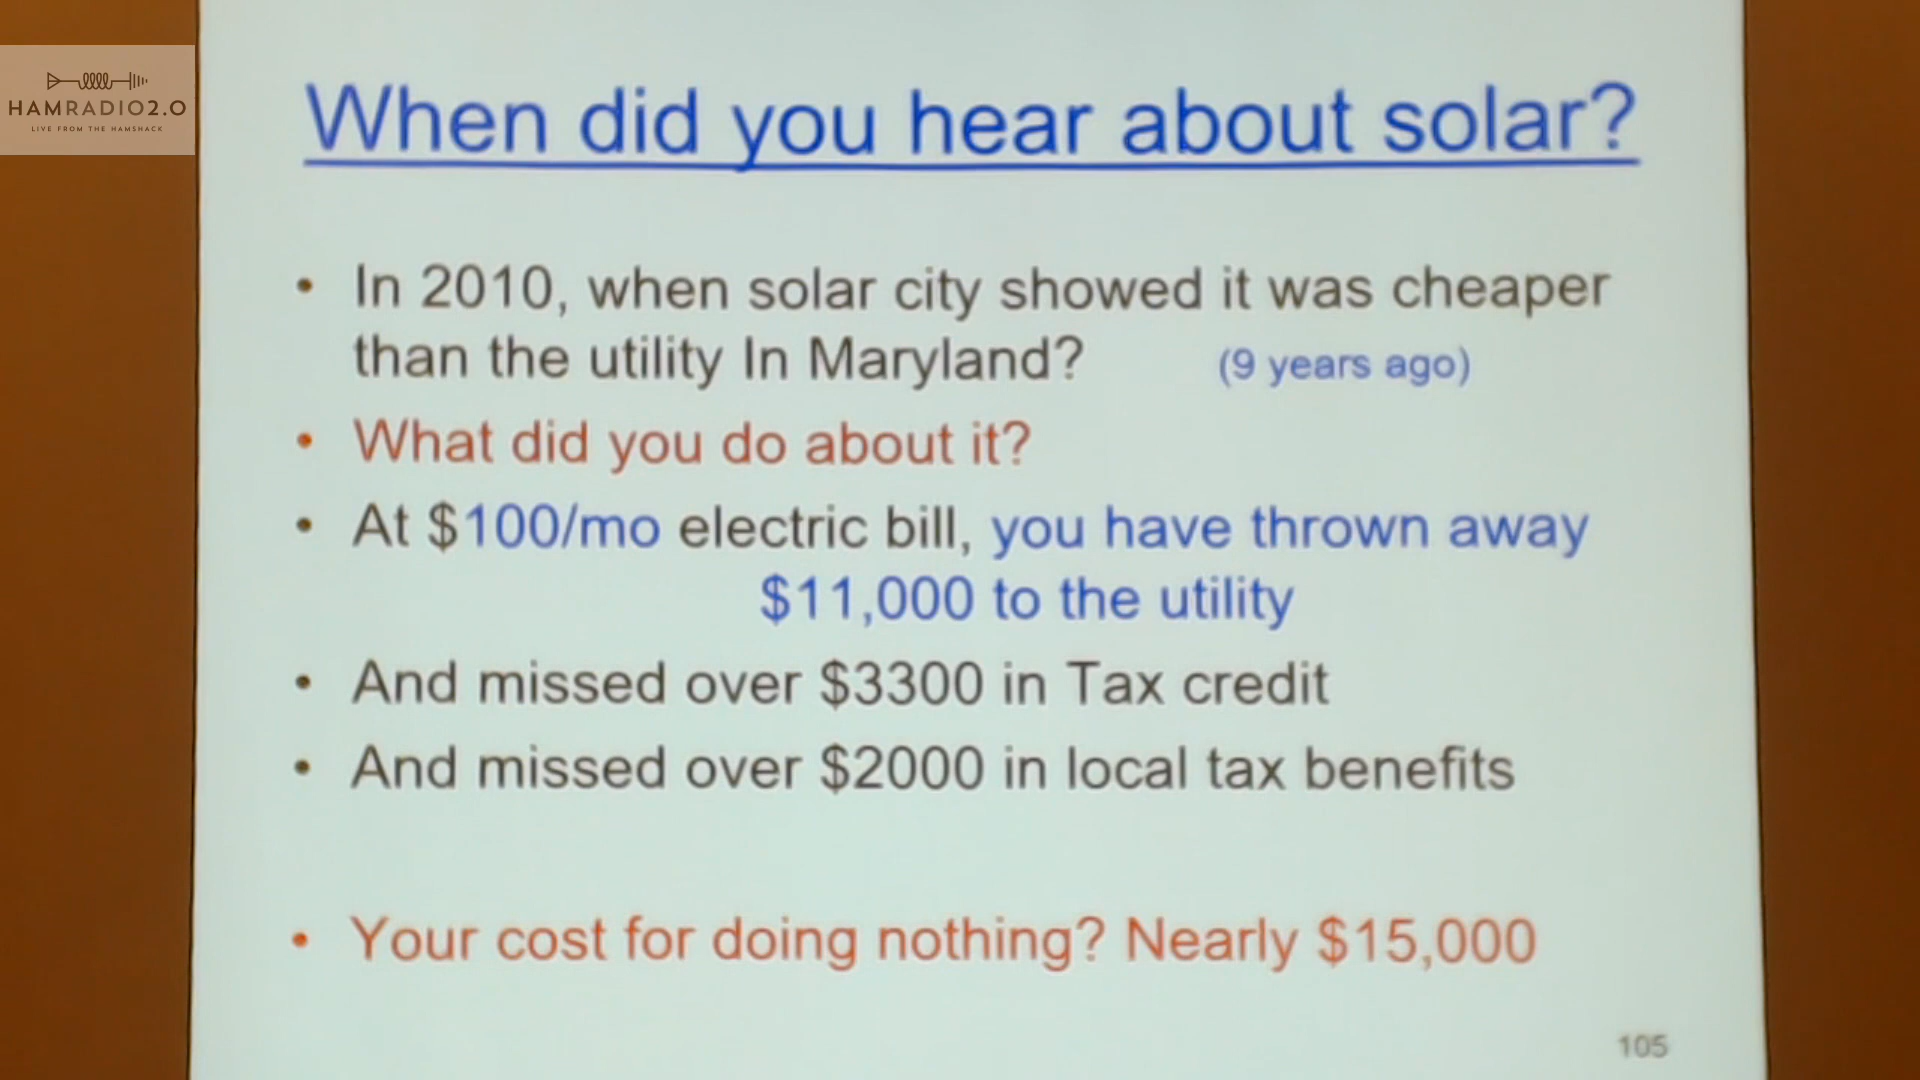 HAMRADIO2.0
LIVE FROM THE HAMSHACK
When did you hear about solar?
• In 2010, when solar city showed it was cheaper
than the utility In Maryland? (9 years ago)
• What did you do about it?
• At $100/mo electric bill, you have thrown away
$11,000 to the utility
• And missed over $3300 in Tax credit
• And missed over $2000 in local tax benefits
• Your cost for doing nothing? Nearly $15,000
105